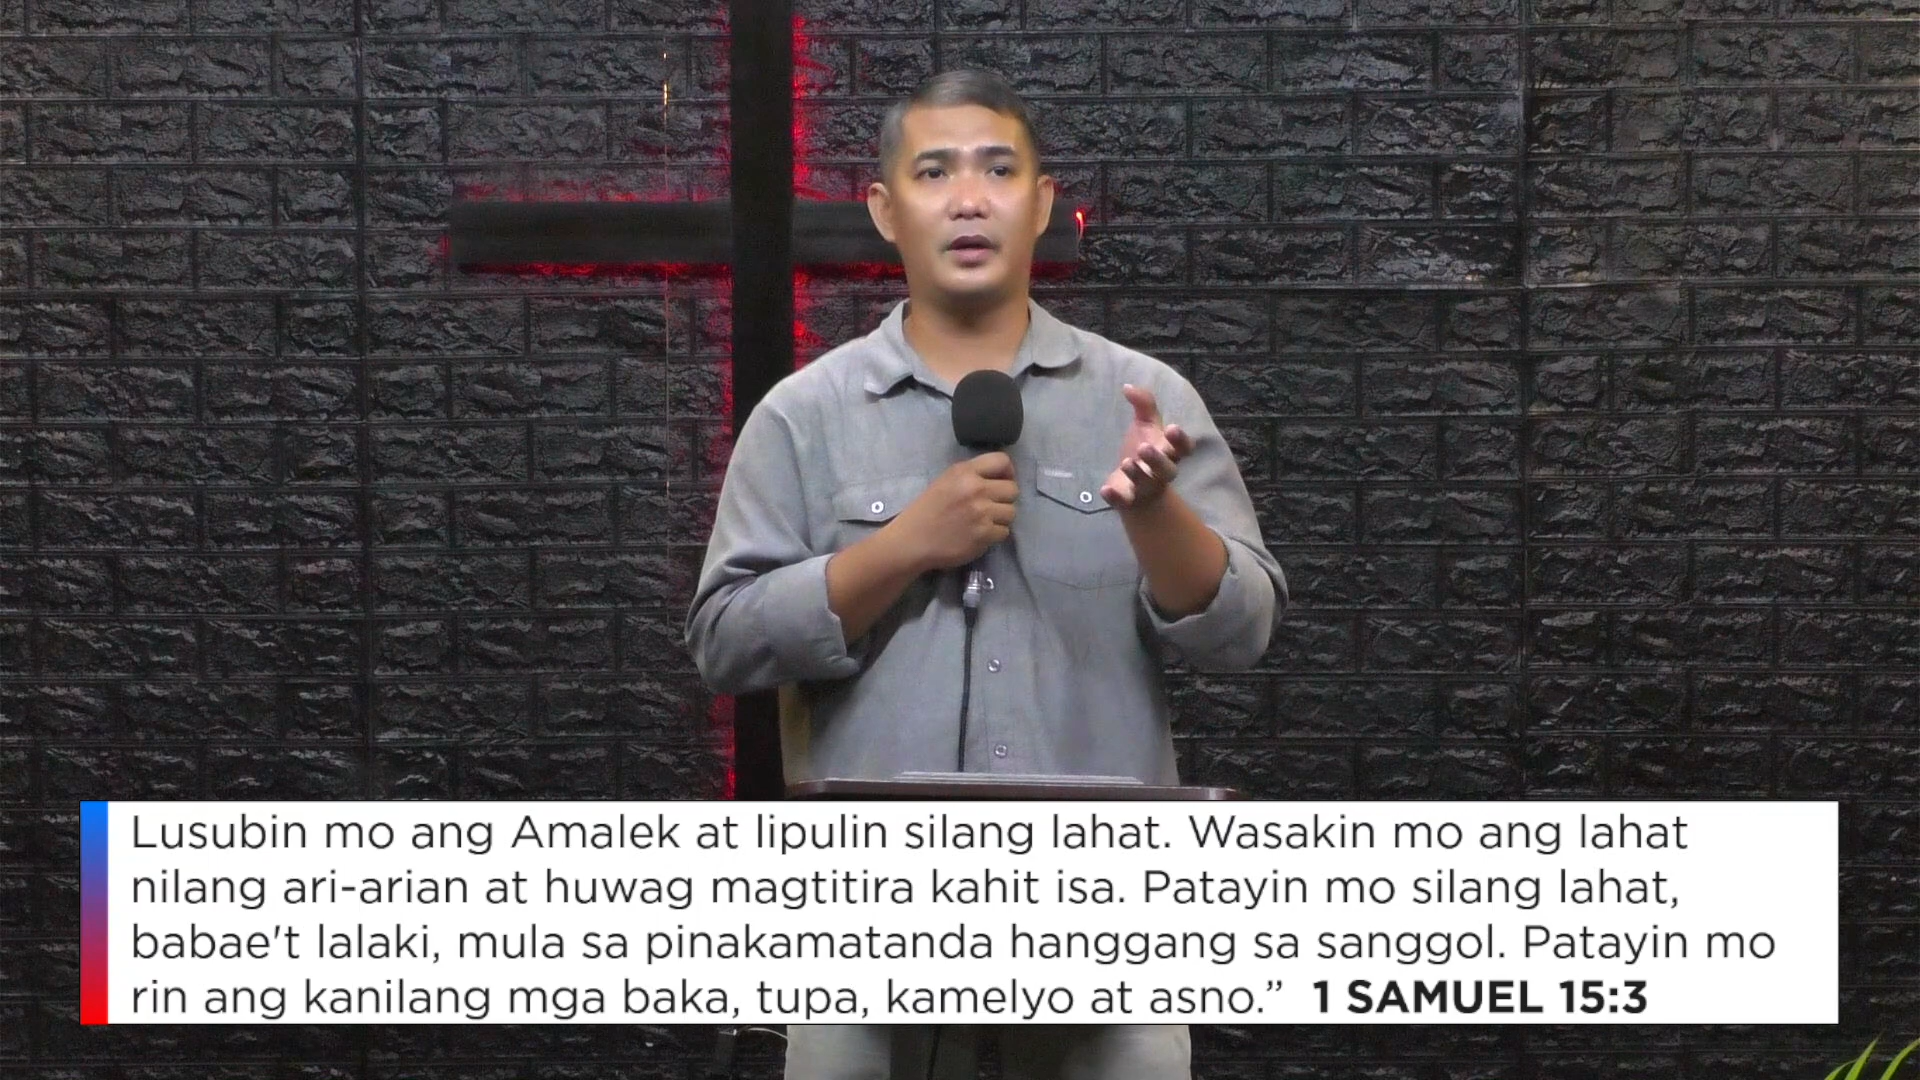 Lusubin mo ang Amalek at lipulin silang lahat. Wasakin mo ang lahat
nilang ari-arian at huwag magtitira kahit isa. Patayin mo silang lahat,
babae't lalaki, mula sa pinakamatanda hanggang sa sanggol. Patayin mo
rin ang kanilang mga baka, tupa, kamelyo at asno.” 1 SAMUEL 15:3